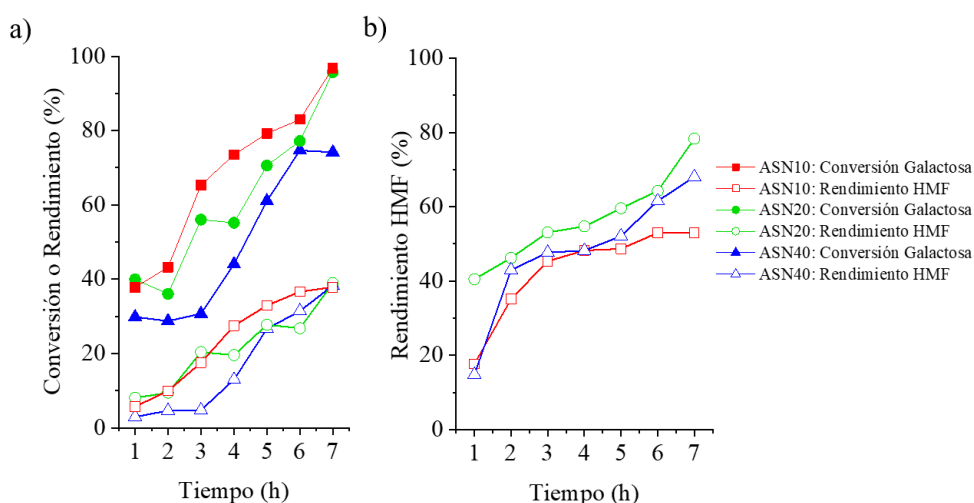 a)
Conversión o Rendimiento (%)
100
80
60
40
20
0
1 2 3 4 5 6 7
Tiempo (h)
b)
Rendimiento HMF (%)
100
80
60
40
20
0
1 2 3 4 5 6 7
Tiempo (h)
ASN10: Conversión Galactosa
ASN10: Rendimiento HMF
ASN20: Conversión Galactosa
ASN20: Rendimiento HMF
ASN40: Conversión Galactosa
ASN40: Rendimiento HMF